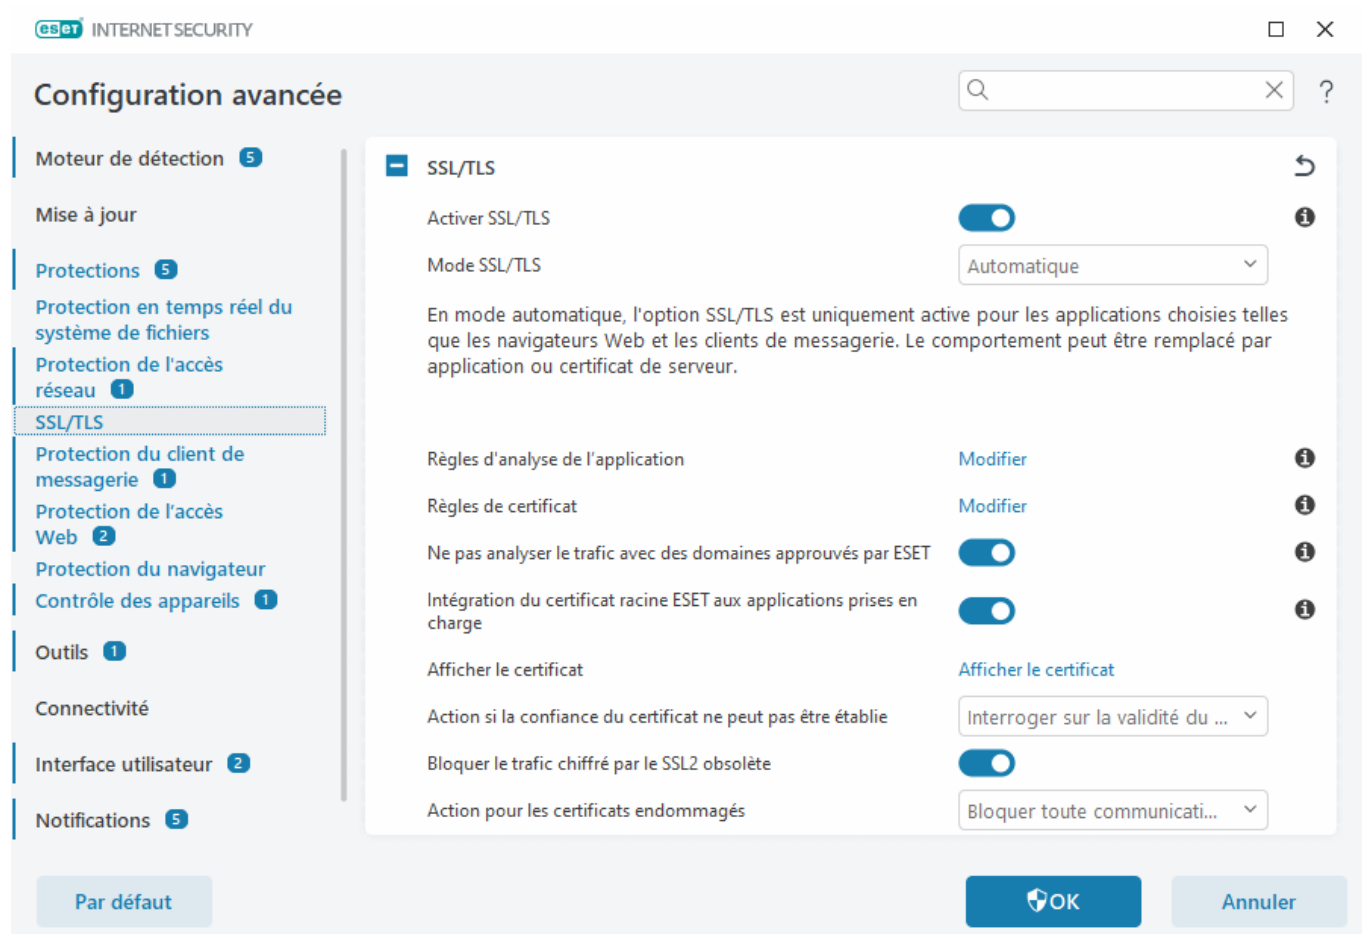 eset INTERNET SECURITY
Configuration avancée
?
Moteur de détection 5
Mise à jour
Protections 5
Protection en temps réel du
système de fichiers
Protection de l'accès
réseau 1
SSL/TLS
Protection du client de
messagerie 1
Protection de l'accès
Web 2
Protection du navigateur
Contrôle des appareils 1
Outils 1
Connectivité
Interface utilisateur 2
Notifications 5
SSL/TLS
Activer SSL/TLS
Mode SSL/TLS Automatique
En mode automatique, l'option SSL/TLS est uniquement active pour les applications choisies telles
que les navigateurs Web et les clients de messagerie. Le comportement peut être remplacé par
application ou certificat de serveur.
Règles d'analyse de l'application Modifier
Règles de certificat Modifier
Ne pas analyser le trafic avec des domaines approuvés par ESET
Intégration du certificat racine ESET aux applications prises en
charge
Afficher le certificat Afficher le certificat
Action si la confiance du certificat ne peut pas être établie Interroger sur la validité du ...
Bloquer le trafic chiffré par le SSL2 obsolète
Action pour les certificats endommagés Bloquer toute communicati...
Par défaut
OK
Annuler